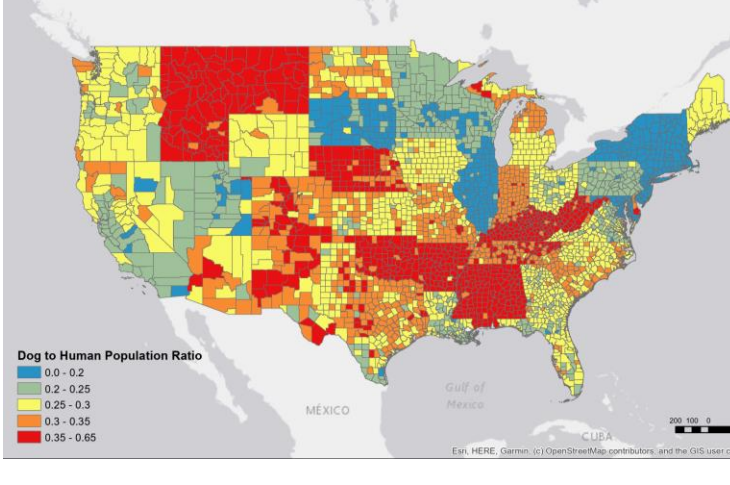 Dog to Human Population Ratio
0.0 - 0.2
0.2 - 0.25
0.25 - 0.3
0.3 - 0.35
0.35 - 0.65
MÉXICO
Gulf of
Mexico
CUBA
200 100 0
Esri, HERE, Garmin, (c) OpenStreetMap contributors, and the GIS user c